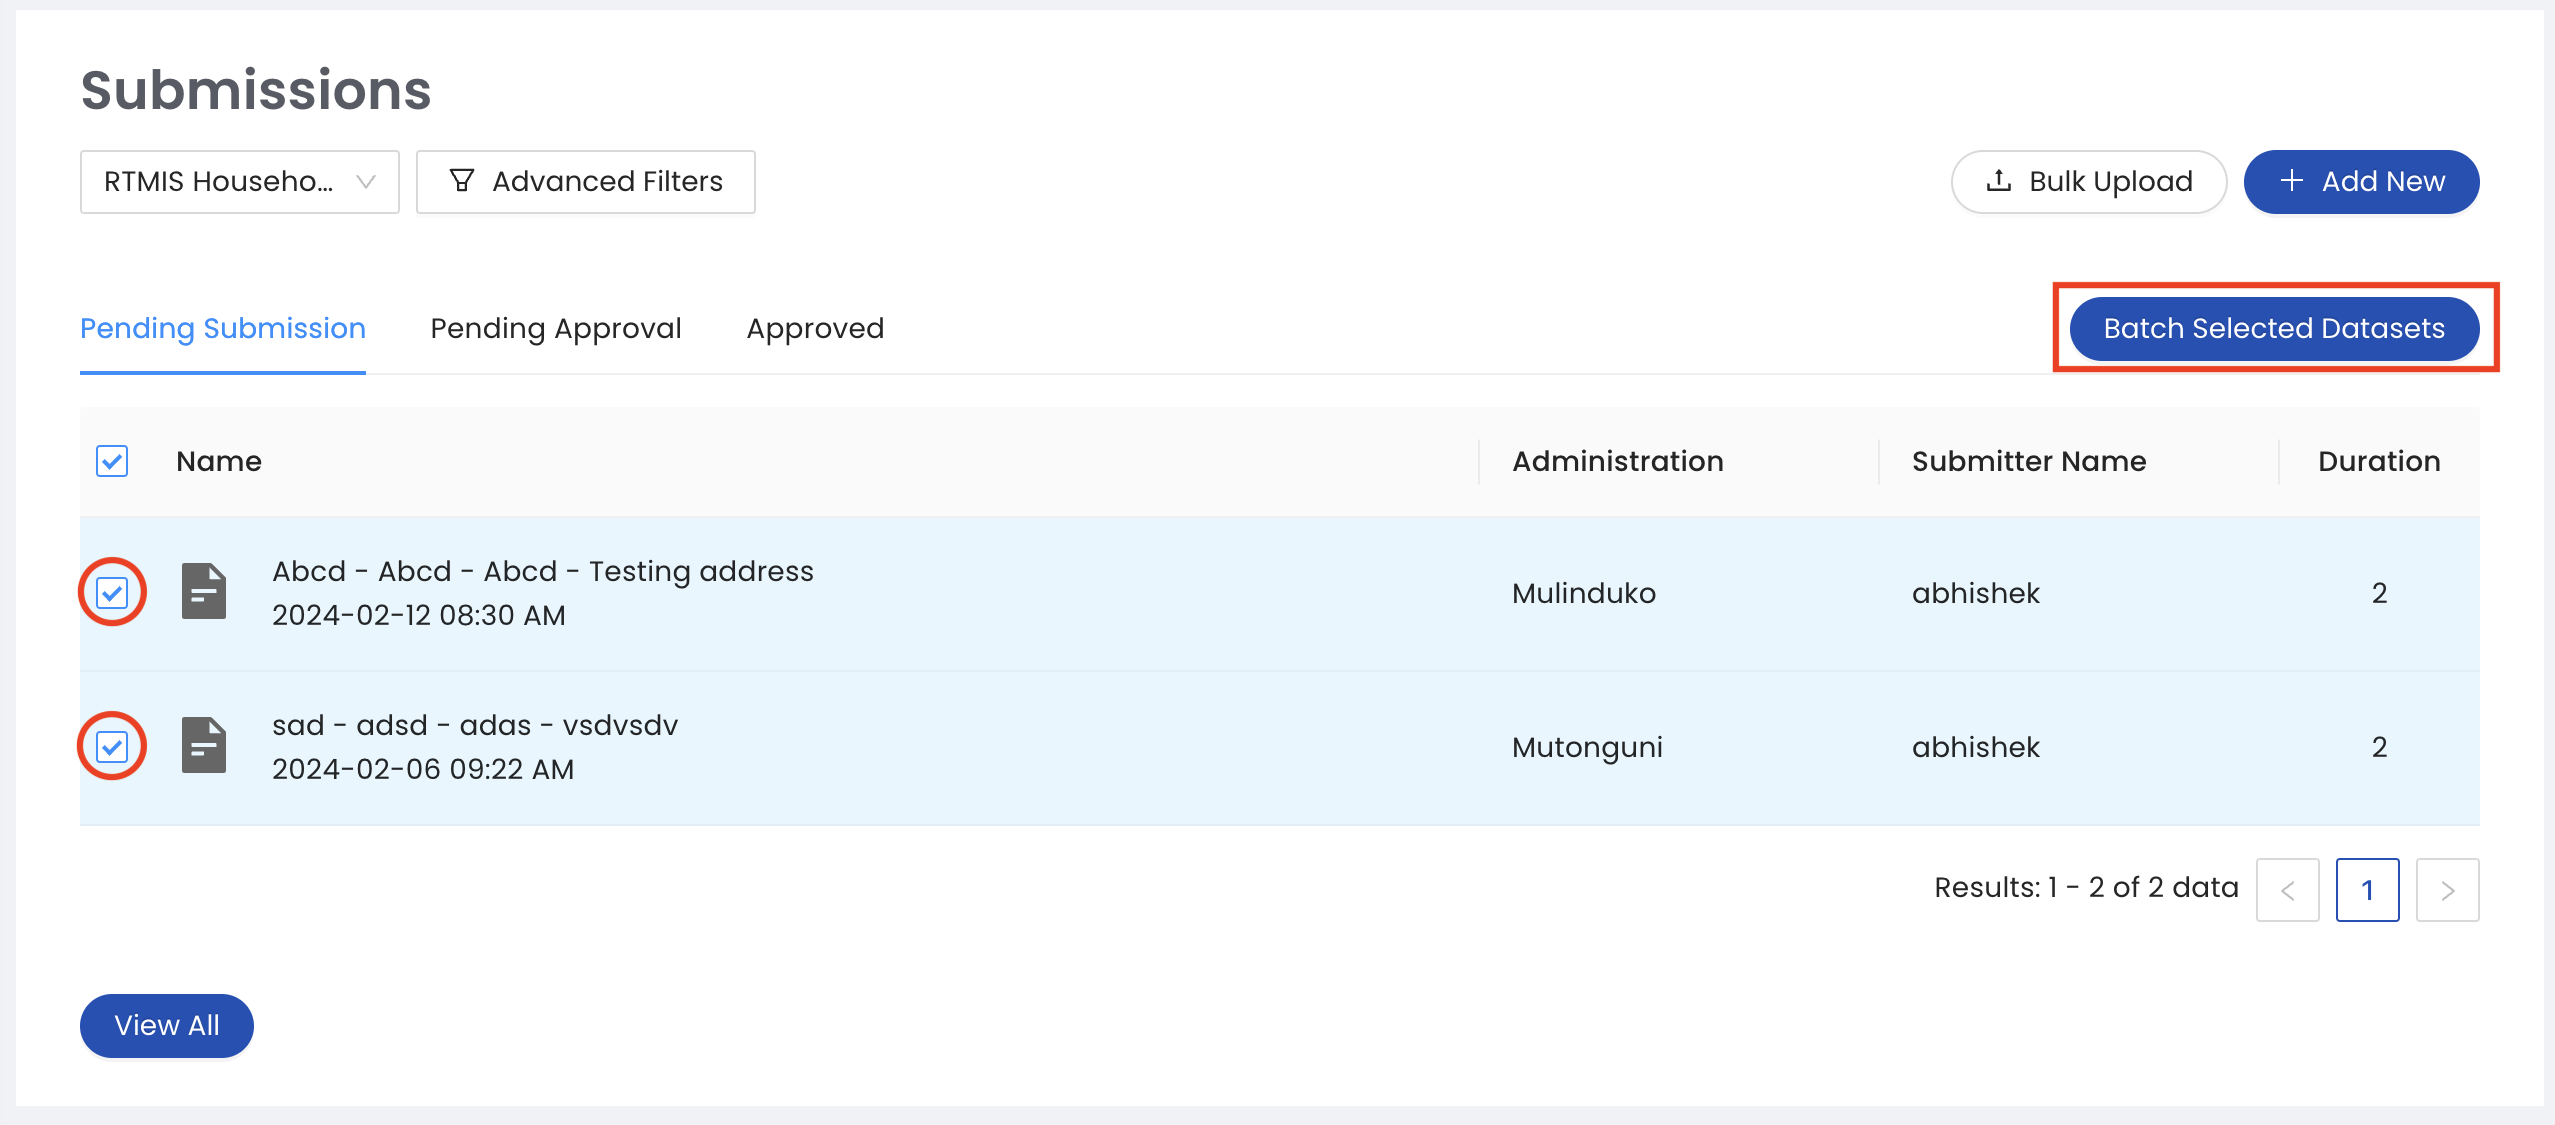 Submissions
RTMIS Househo...
Advanced Filters
Bulk Upload
Add New
Pending Submission
Pending Approval
Approved
Batch Selected Datasets
Name
Administration
Submitter Name
Duration
Abcd - Abcd - Abcd - Testing address
2024-02-12 08:30 AM
Mulinduko
abhishek
2
sad - adsd - adas - vsdvsdv
2024-02-06 09:22 AM
Mutonguni
abhishek
2
Results: 1 - 2 of 2 data
1
View All